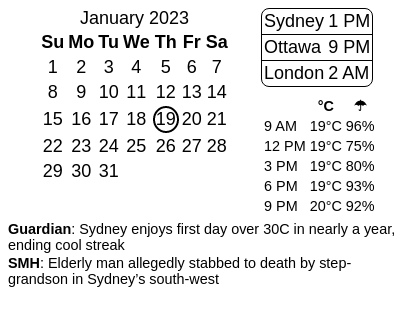 January 2023
Su Mo Tu We Th Fr Sa
1 2 3 4 5 6 7
8 9 10 11 12 13 14
15 16 17 18 19 20 21
22 23 24 25 26 27 28
29 30 31
Sydney 1 PM
Ottawa 9 PM
London 2 AM
°C ☂
9 AM 19°C 96%
12 PM 19°C 75%
3 PM 19°C 80%
6 PM 19°C 93%
9 PM 20°C 92%
Guardian: Sydney enjoys first day over 30C in nearly a year,
ending cool streak
SMH: Elderly man allegedly stabbed to death by step-
grandson in Sydney’s south-west